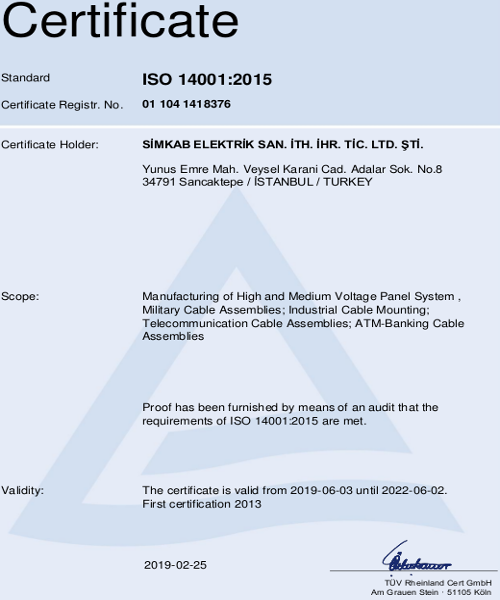 Certificate
Standard ISO 14001:2015
Certificate Registr. No. 01 104 1418376
Certificate Holder: SİMKAB ELEKTRİK SAN. İTH. İHR. TİC. LTD. ŞTİ.
Yunus Emre Mah. Veysel Karani Cad. Adalar Sok. No.8
34791 Sancaktepe / İSTANBUL / TURKEY
Scope: Manufacturing of High and Medium Voltage Panel System ,
Military Cable Assemblies; Industrial Cable Mounting;
Telecommunication Cable Assemblies; ATM-Banking Cable
Assemblies
Proof has been furnished by means of an audit that the
requirements of ISO 14001:2015 are met.
Validity: The certificate is valid from 2019-06-03 until 2022-06-02.
First certification 2013
2019-02-25
TÜV Rheinland Cert GmbH
Am Grauen Stein · 51105 Köln